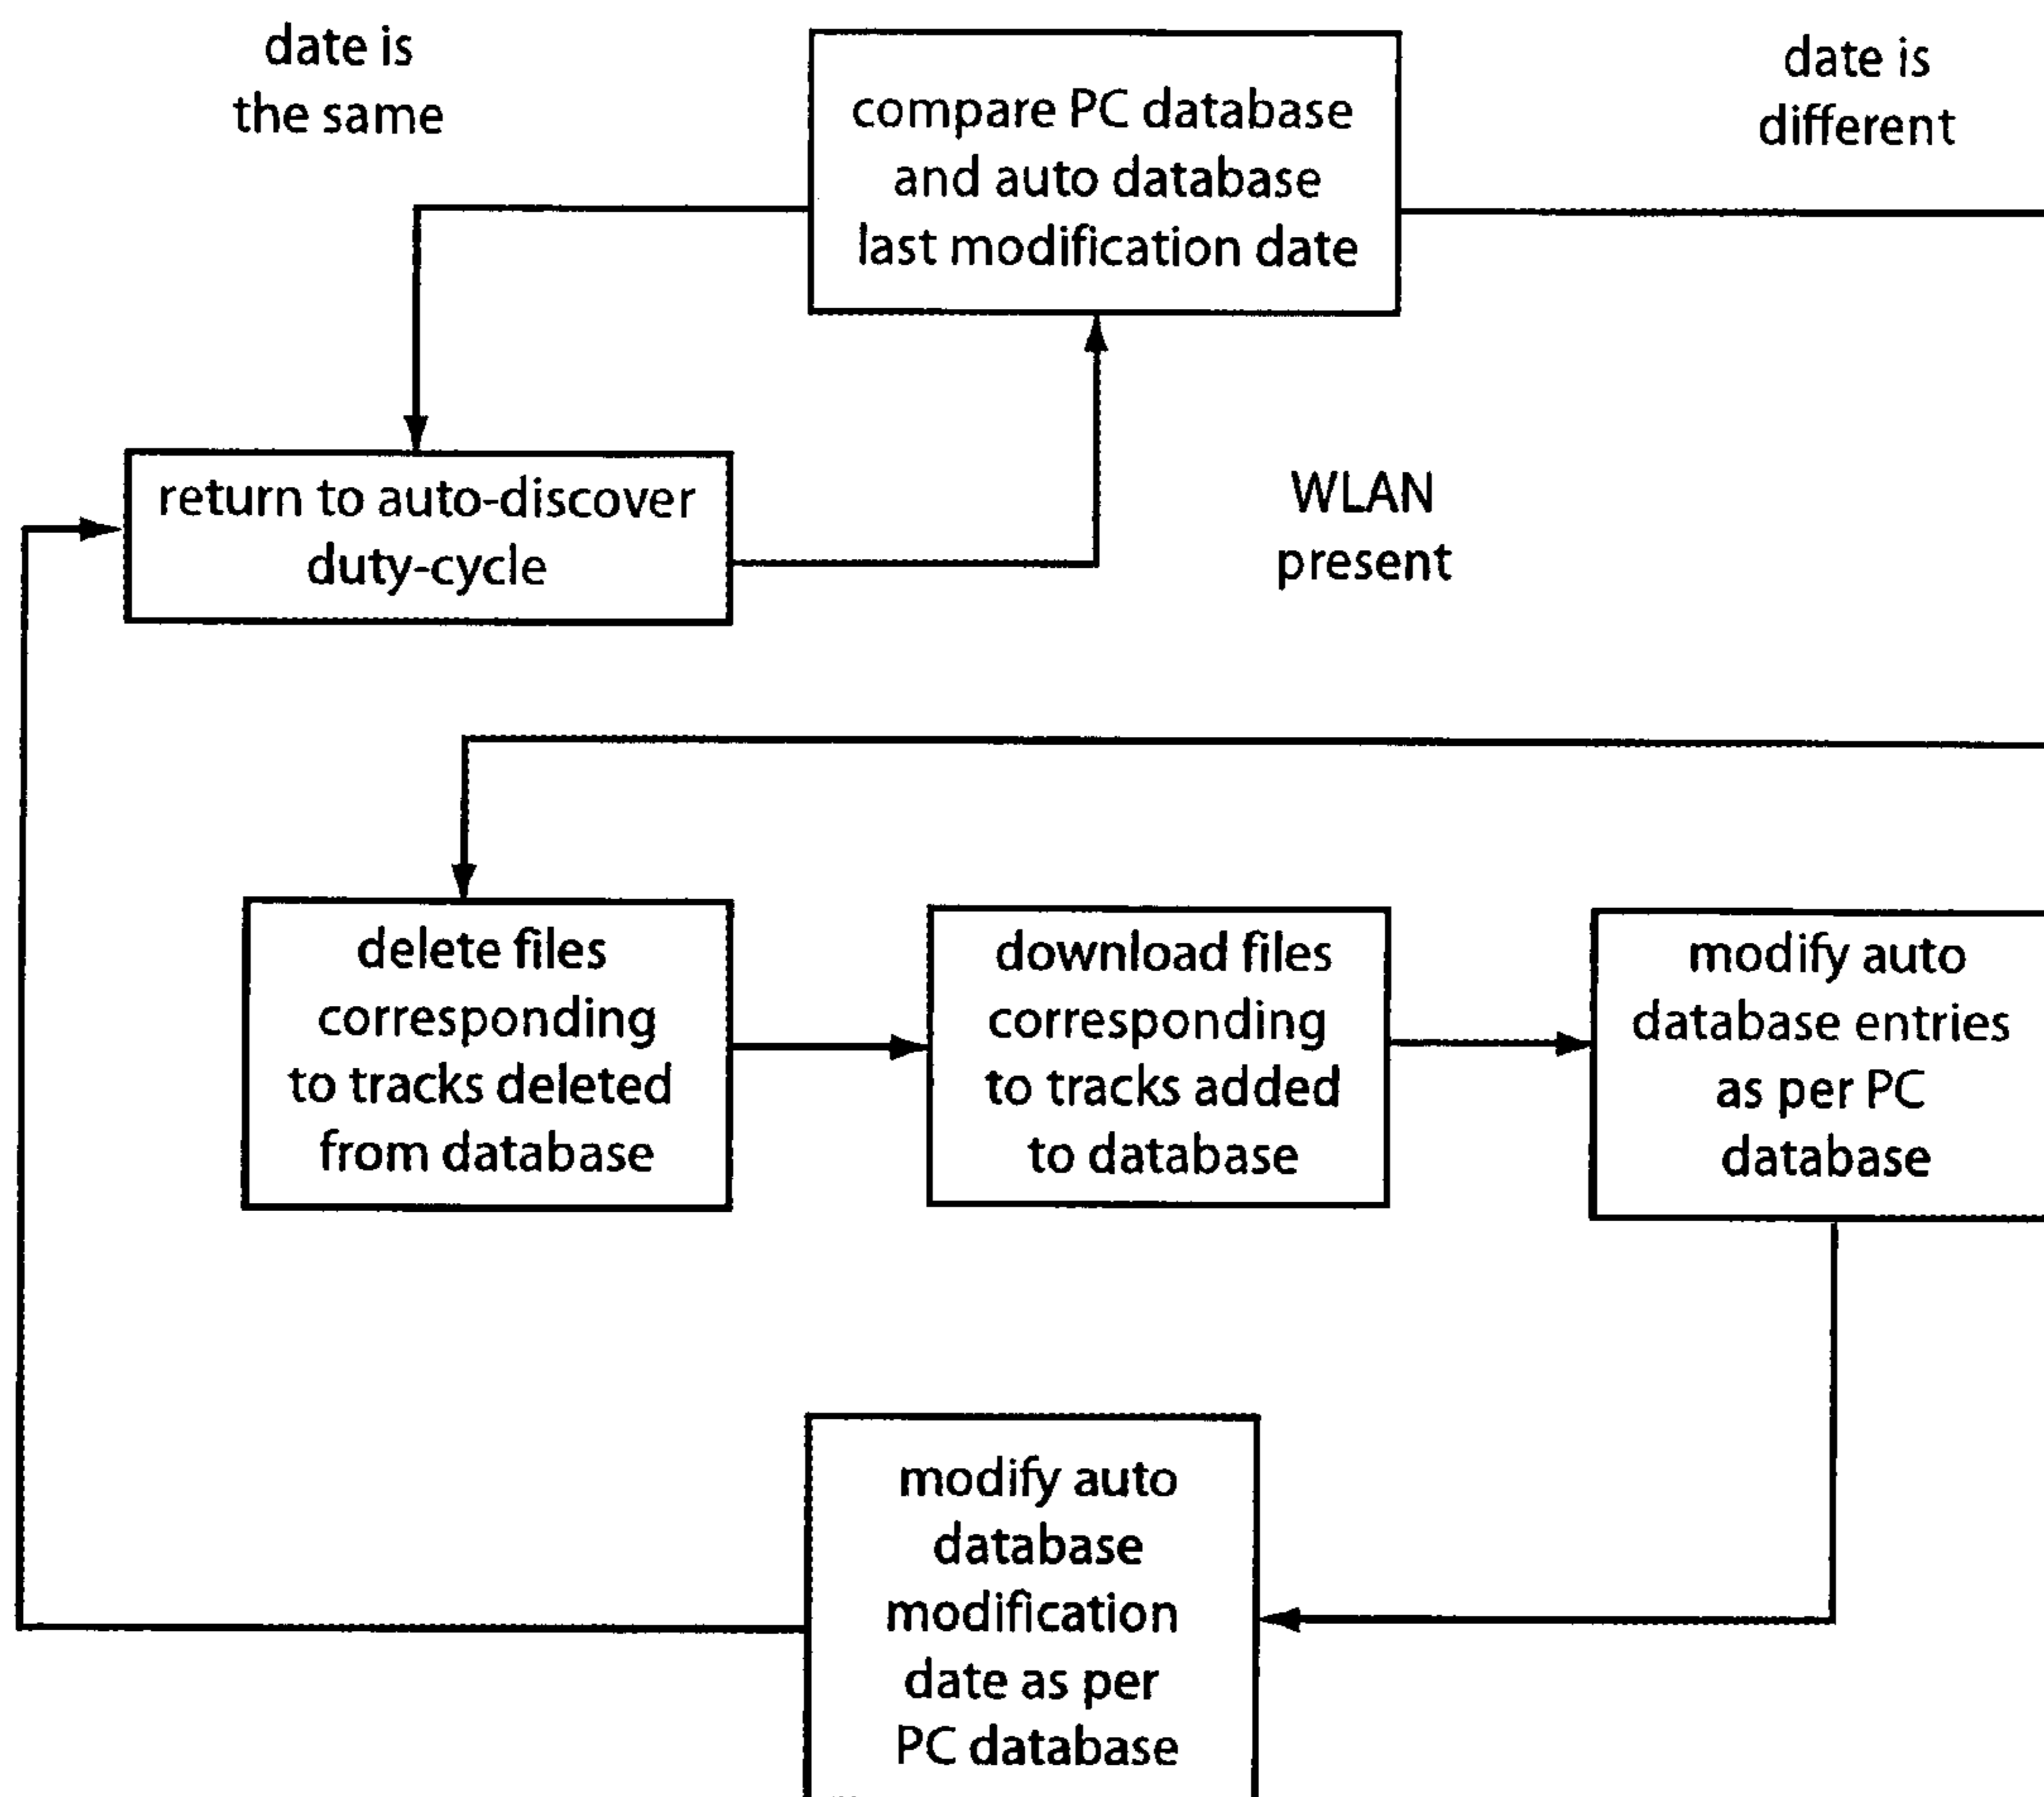 date is
the same
compare PC database
and auto database
last modification date
date is
different
return to auto-discover
duty-cycle
WLAN
present
delete files
corresponding
to tracks deleted
from database
download files
corresponding
to tracks added
to database
modify auto
database entries
as per PC
database
modify auto
database
modification
date as per
PC database